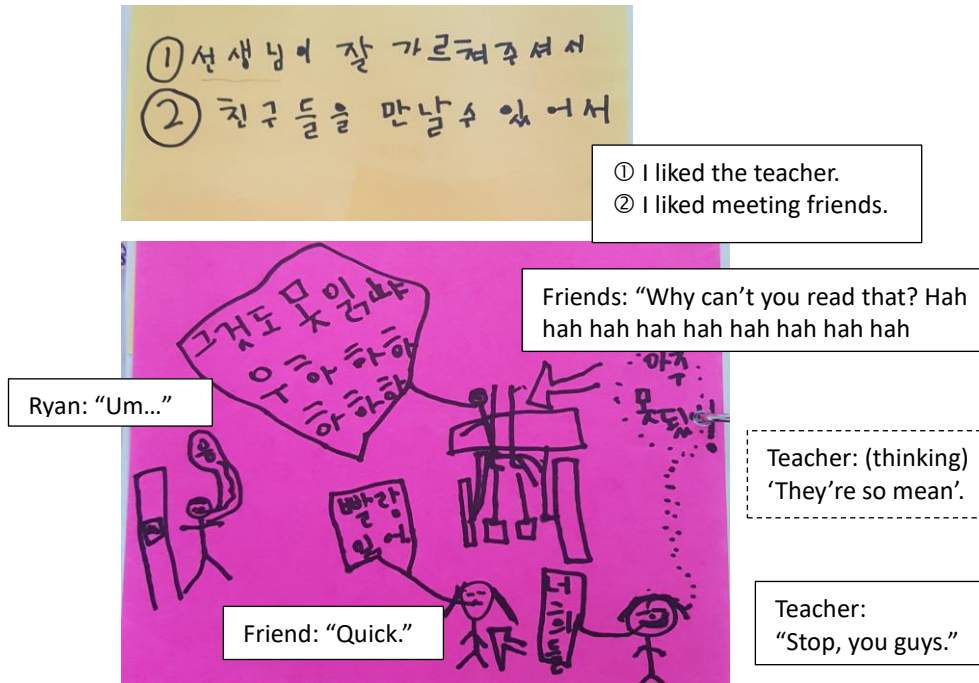 ① 선생님이 잘 가르쳐주셔서
② 친구들을 만날수 있어서
① I liked the teacher.
② I liked meeting friends.
그것도 못 읽냐
우하하하
하하하
Friends: “Why can’t you read that? Hah
hah hah hah hah hah hah hah hah
아주
Ryan: “Um…”
음
Teacher: (thinking)
‘They’re so mean’.
빨랑
읽어
너희들
Friend: “Quick.”
Teacher:
“Stop, you guys.”